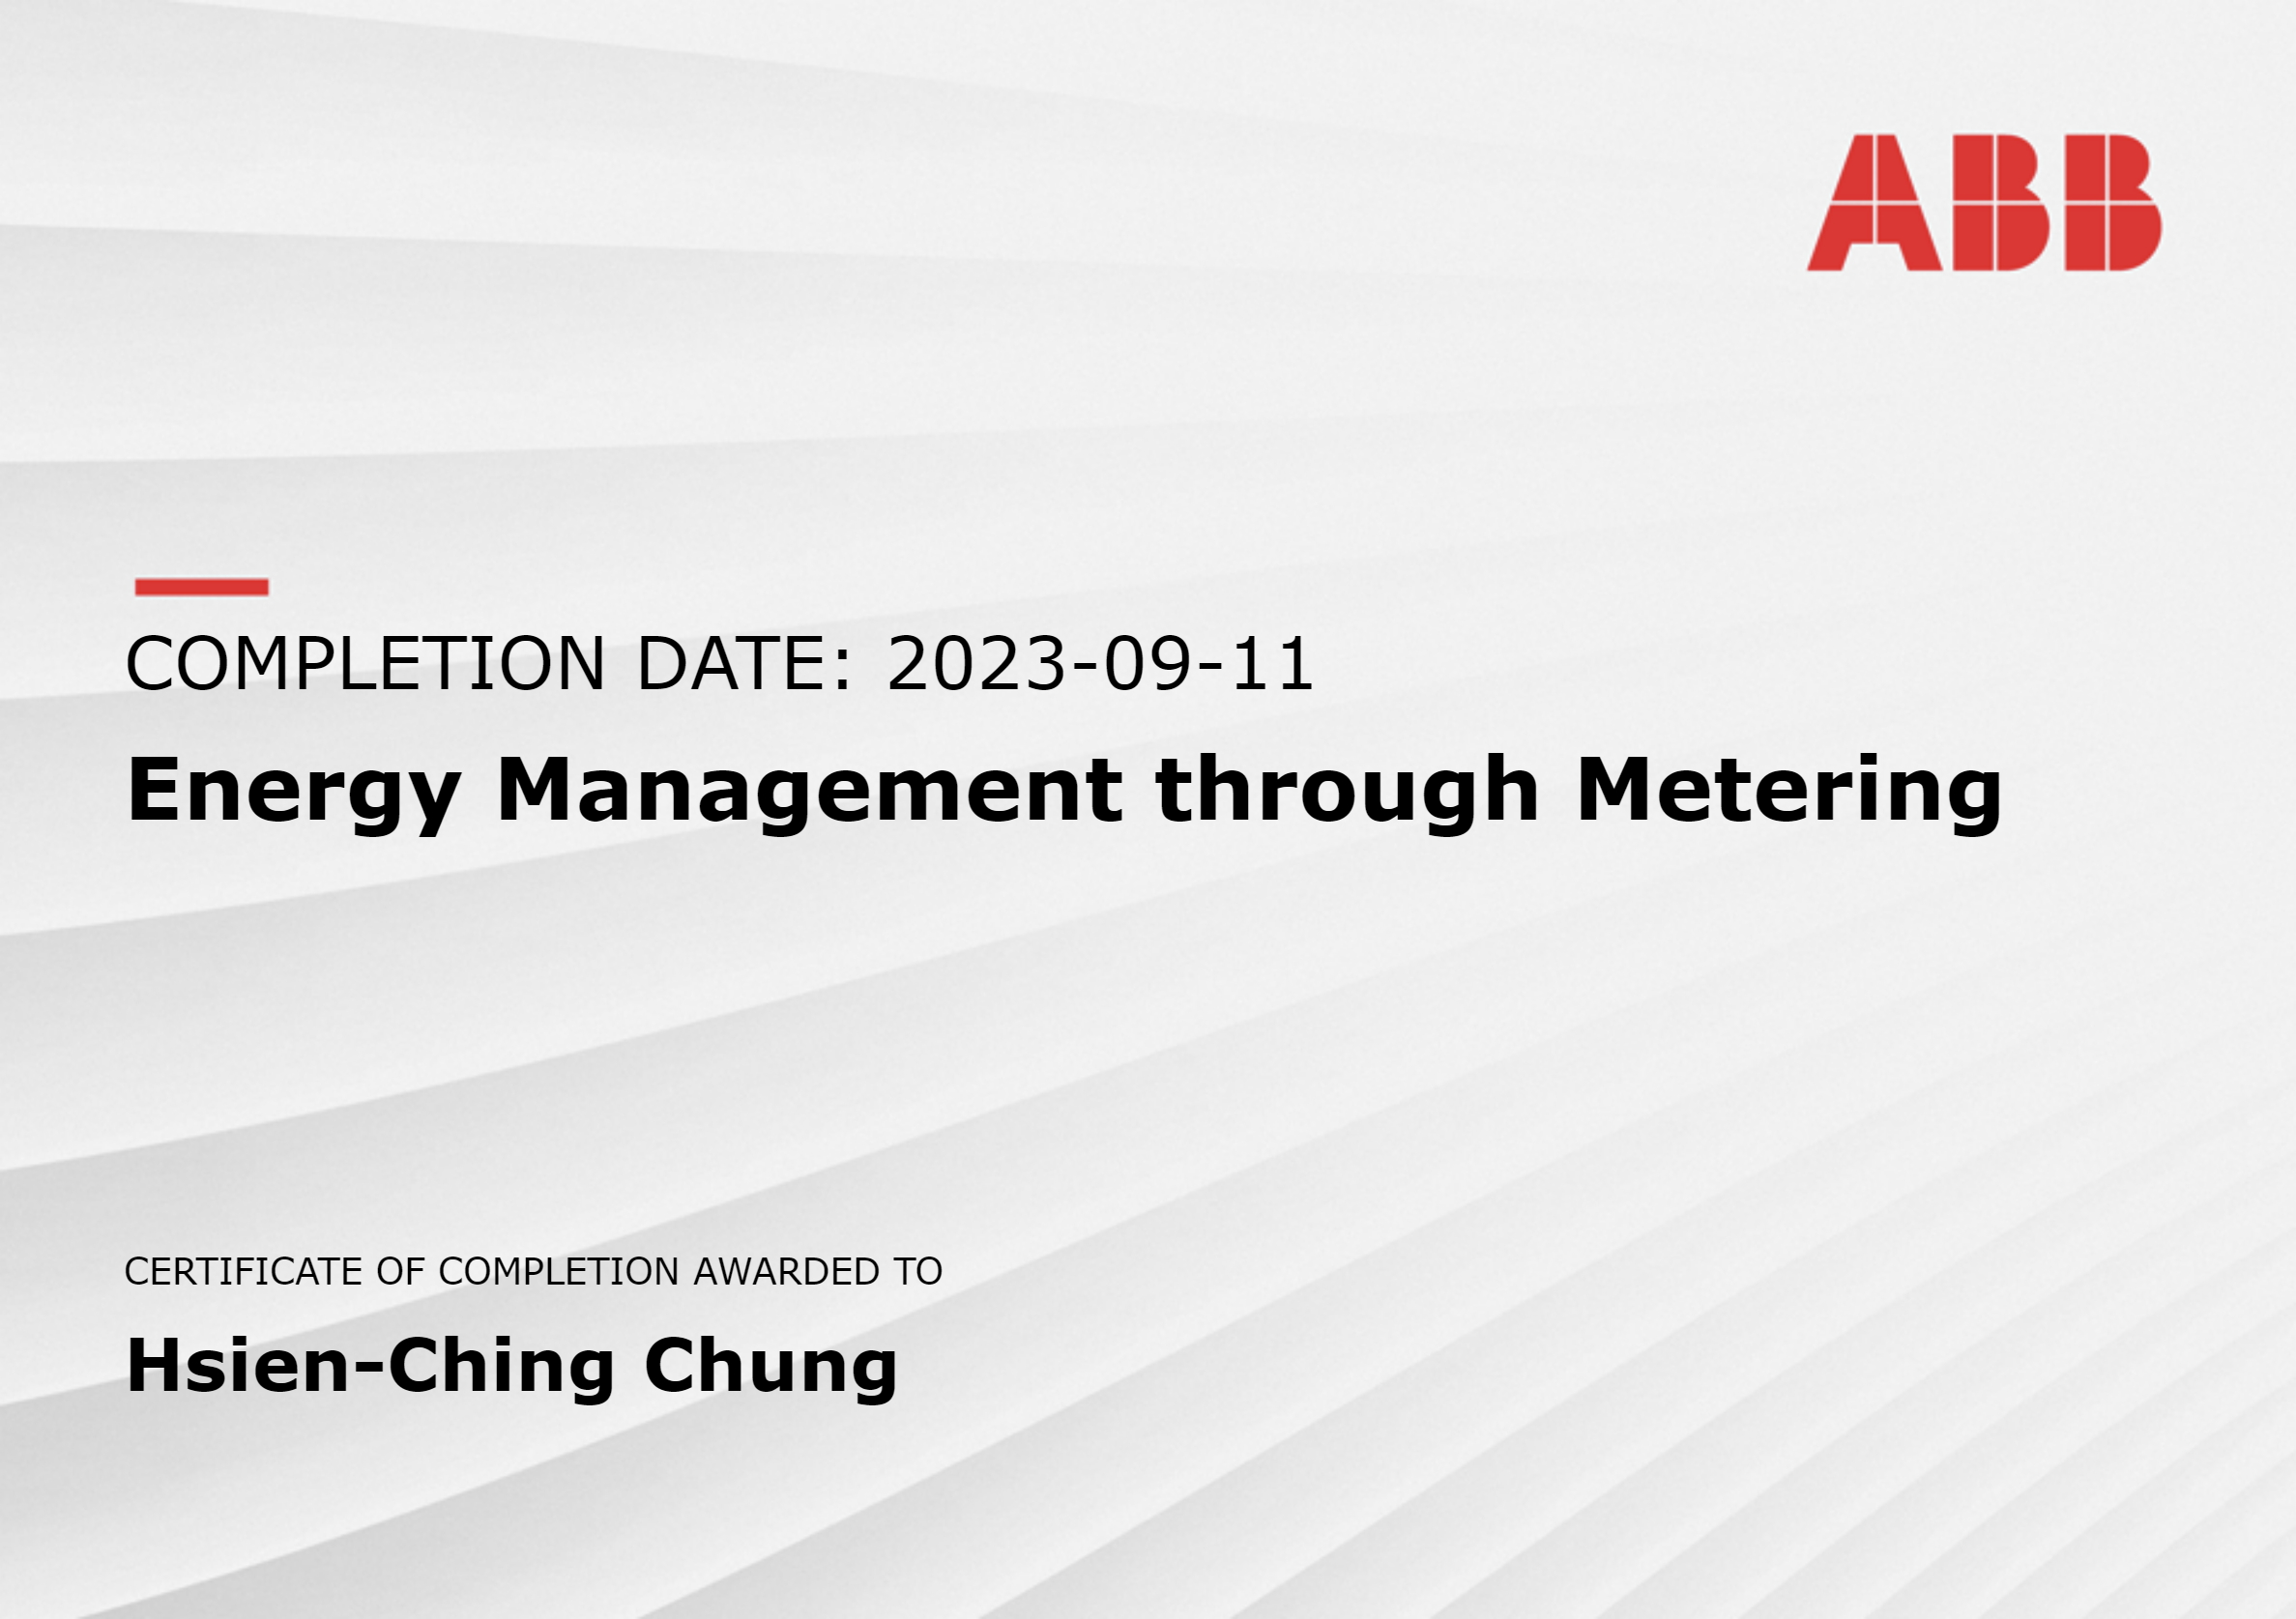 ABB
COMPLETION DATE: 2023-09-11
Energy Management through Metering
CERTIFICATE OF COMPLETION AWARDED TO
Hsien-Ching Chung